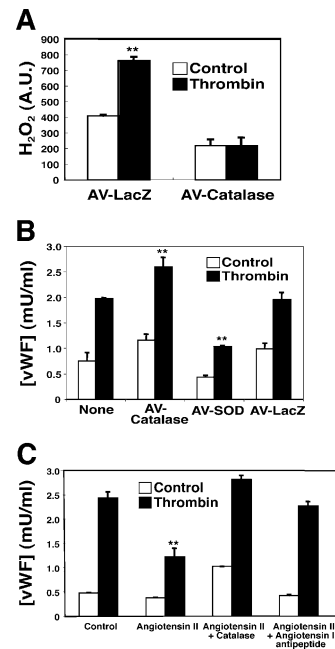 A
H2O2 (A.U.)
900
800
700
600
500
400
300
200
100
0
**
Control
Thrombin
AV-LacZ
AV-Catalase
B
[vWF] (mU/ml)
3.0
2.5
2.0
1.5
1.0
0.5
0
**
**
Control
Thrombin
None
AV-
Catalase
AV-SOD
AV-LacZ
C
[vWF] (mU/ml)
3.0
2.5
2.0
1.5
1.0
0.5
0
**
Control
Thrombin
Control
Angiotensin II
Angiotensin II
+ Catalase
Angiotensin II
+ Angiotensin I
antipeptide